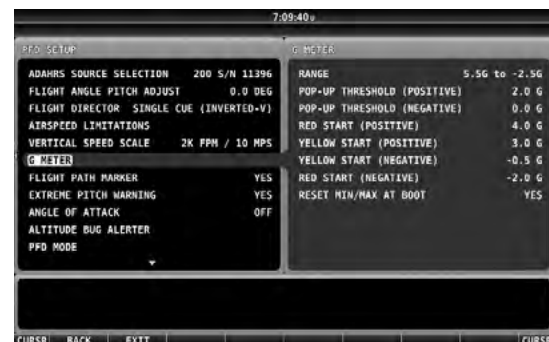 7:09:40U
PFD SETUP
ADAHRS SOURCE SELECTION 200 S/N 11396
FLIGHT ANGLE PITCH ADJUST 0.0 DEG
FLIGHT DIRECTOR SINGLE CUE (INVERTED-V)
AIRSPEED LIMITATIONS
VERTICAL SPEED SCALE 2K FPM / 10 MPS
G METER
FLIGHT PATH MARKER YES
EXTREME PITCH WARNING YES
ANGLE OF ATTACK OFF
ALTITUDE BUG ALERTER
PFD MODE
G METER
RANGE 5.5G to -2.5G
POP-UP THRESHOLD (POSITIVE) 2.0 G
POP-UP THRESHOLD (NEGATIVE) 0.0 G
RED START (POSITIVE) 4.0 G
YELLOW START (POSITIVE) 3.0 G
YELLOW START (NEGATIVE) -0.5 G
RED START (NEGATIVE) -2.0 G
RESET MIN/MAX AT BOOT YES
CURSR BACK EXIT CURSR